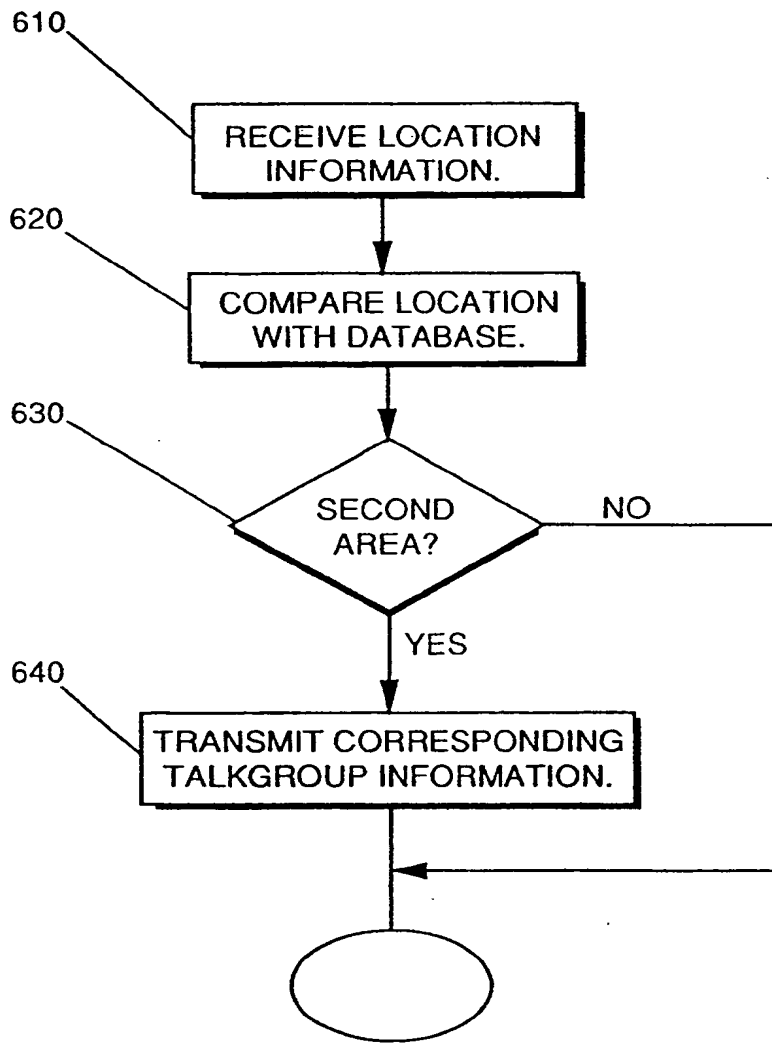 610
RECEIVE LOCATION
INFORMATION.
620
COMPARE LOCATION
WITH DATABASE.
630
SECOND
AREA?
NO
YES
640
TRANSMIT CORRESPONDING
TALKGROUP INFORMATION.